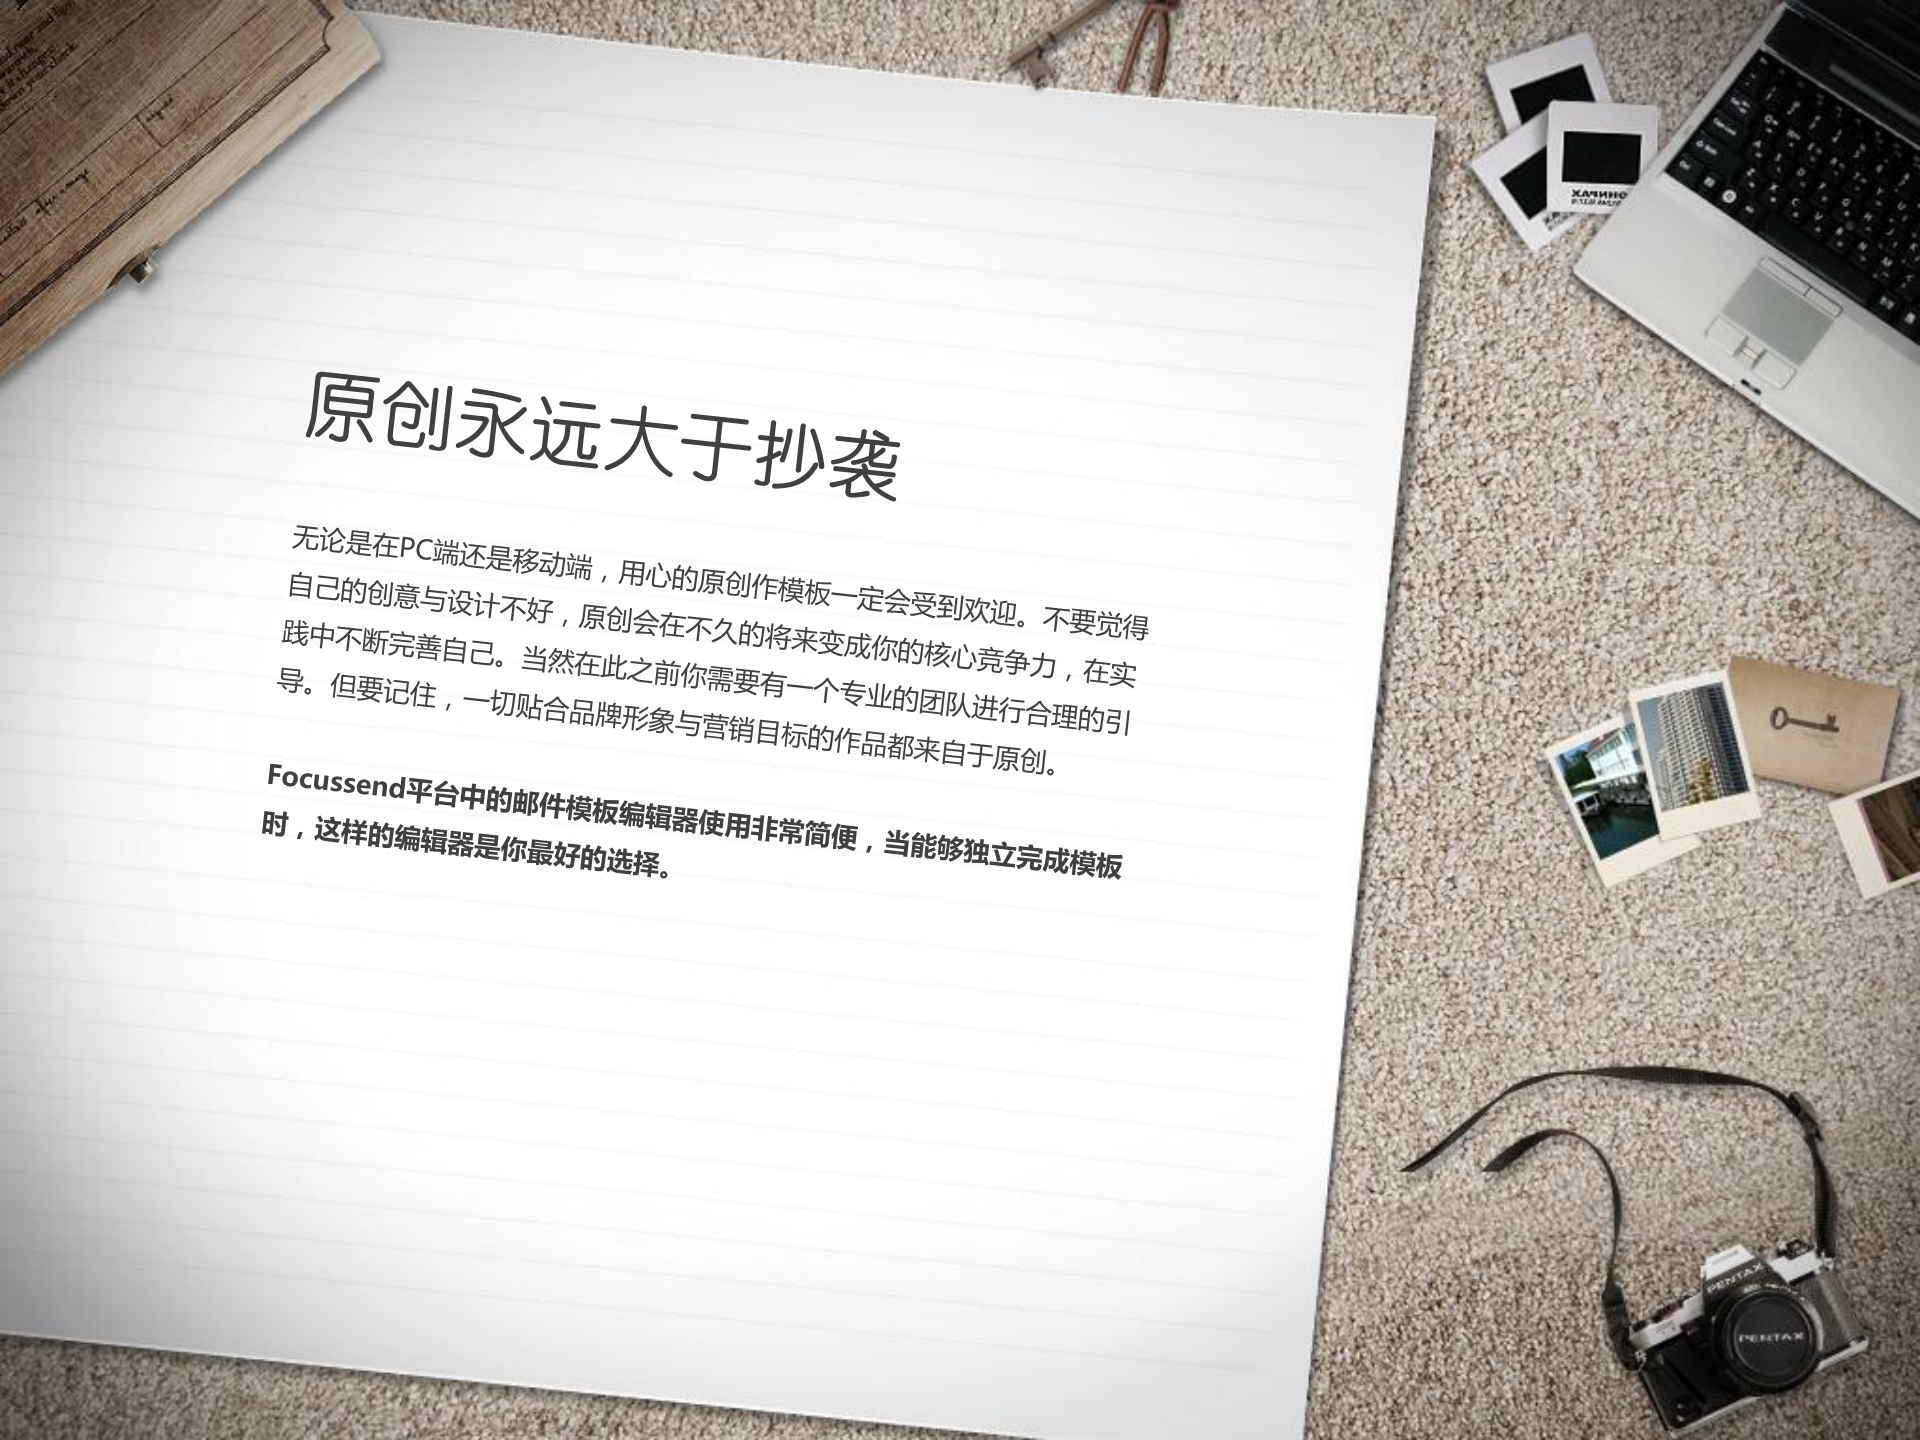 原创永远大于抄袭
无论是在PC端还是移动端，用心的原创作模板一定会受到欢迎。不要觉得
自己的创意与设计不好，原创会在不久的将来变成你的核心竞争力，在实
践中不断完善自己。当然在此之前你需要有一个专业的团队进行合理的引
导。但要记住，一切贴合品牌形象与营销目标的作品都来自于原创。
Focussend平台中的邮件模板编辑器使用非常简便，当能够独立完成模板
时，这样的编辑器是你最好的选择。
PENTAX
PENTAX